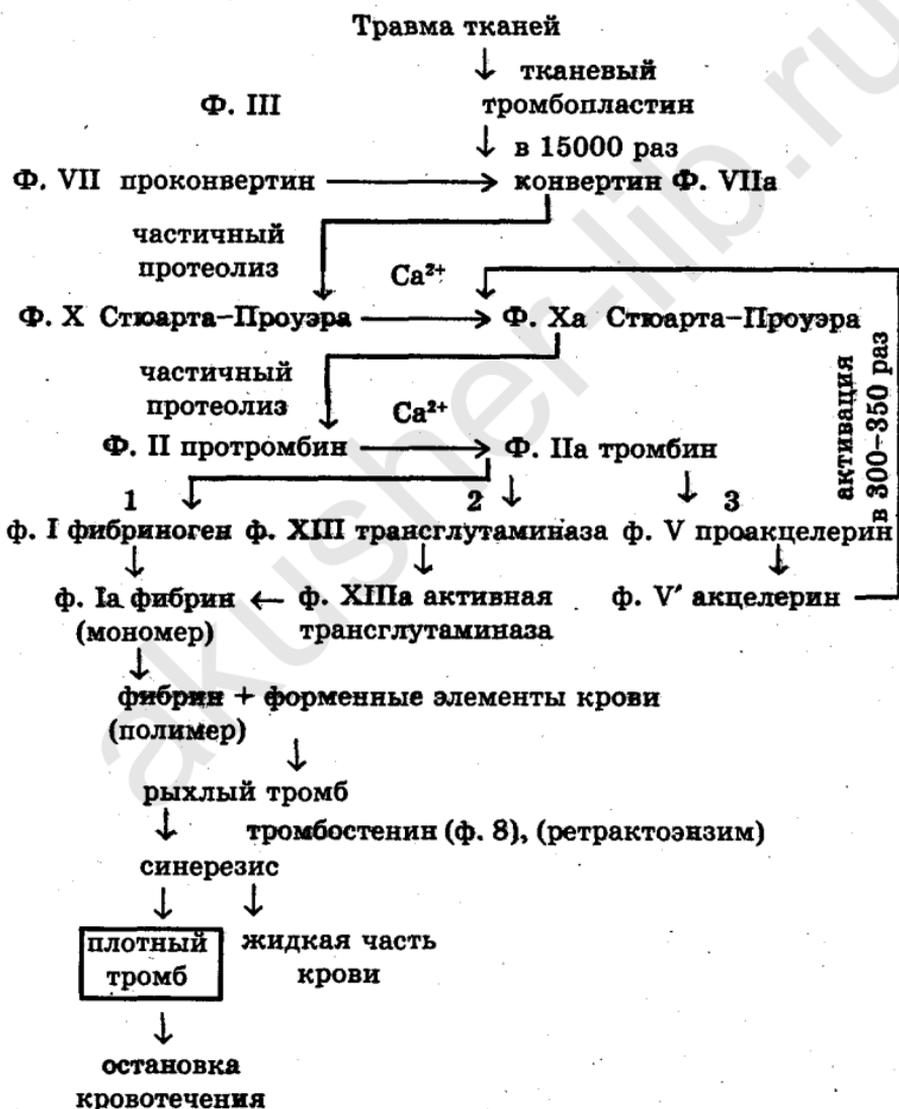 Травма тканей
тканевый
Ф. III тромбопластин
в 15000 раз
Ф. VII проконвертин конвертин Ф. VIIa
частичный
протеолиз Ca²⁺
Ф. X Стюарта-Проуэра Ф. Xa Стюарта-Проуэра
частичный
протеолиз Ca²⁺
активация
в 300-350 раз
Ф. II протромбин Ф. IIa тромбин
1 2 3
ф. I фибриноген ф. XIII трансглутаминаза ф. V проакцелерин
ф. Ia фибрин ← ф. XIIIa активная ф. V' акцелерин
(мономер) трансглутаминаза
фибрин + форменные элементы крови
(полимер)
рыхлый тромб
тромбостенин (ф. 8), (ретрактоэнзим)
синерезис
плотный жидкая часть
тромб крови
остановка
кровотечения
akusher-lib.ru